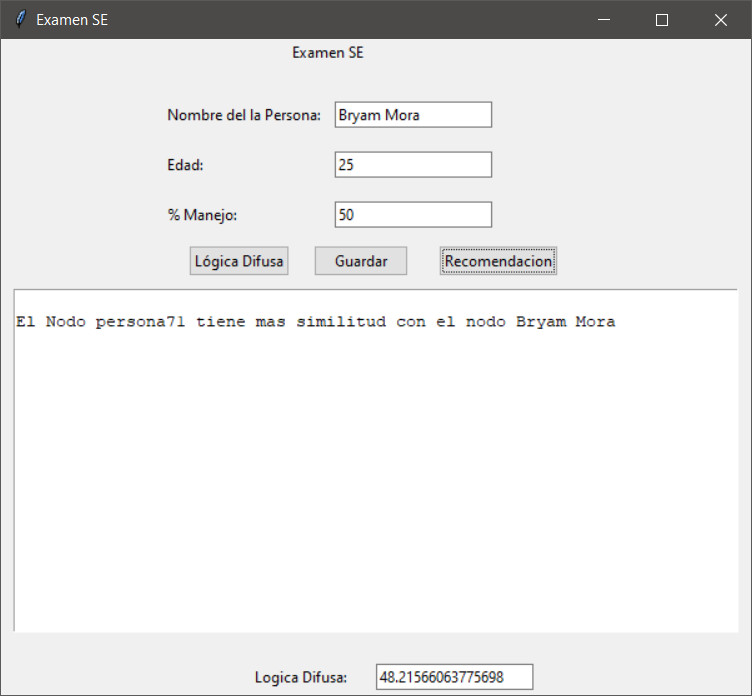 Examen SE
Examen SE
Nombre del la Persona: Bryam Mora
Edad: 25
% Manejo: 50
Lógica Difusa Guardar Recomendacion
El Nodo persona71 tiene mas similitud con el nodo Bryam Mora
Logica Difusa: 48.21566063775698